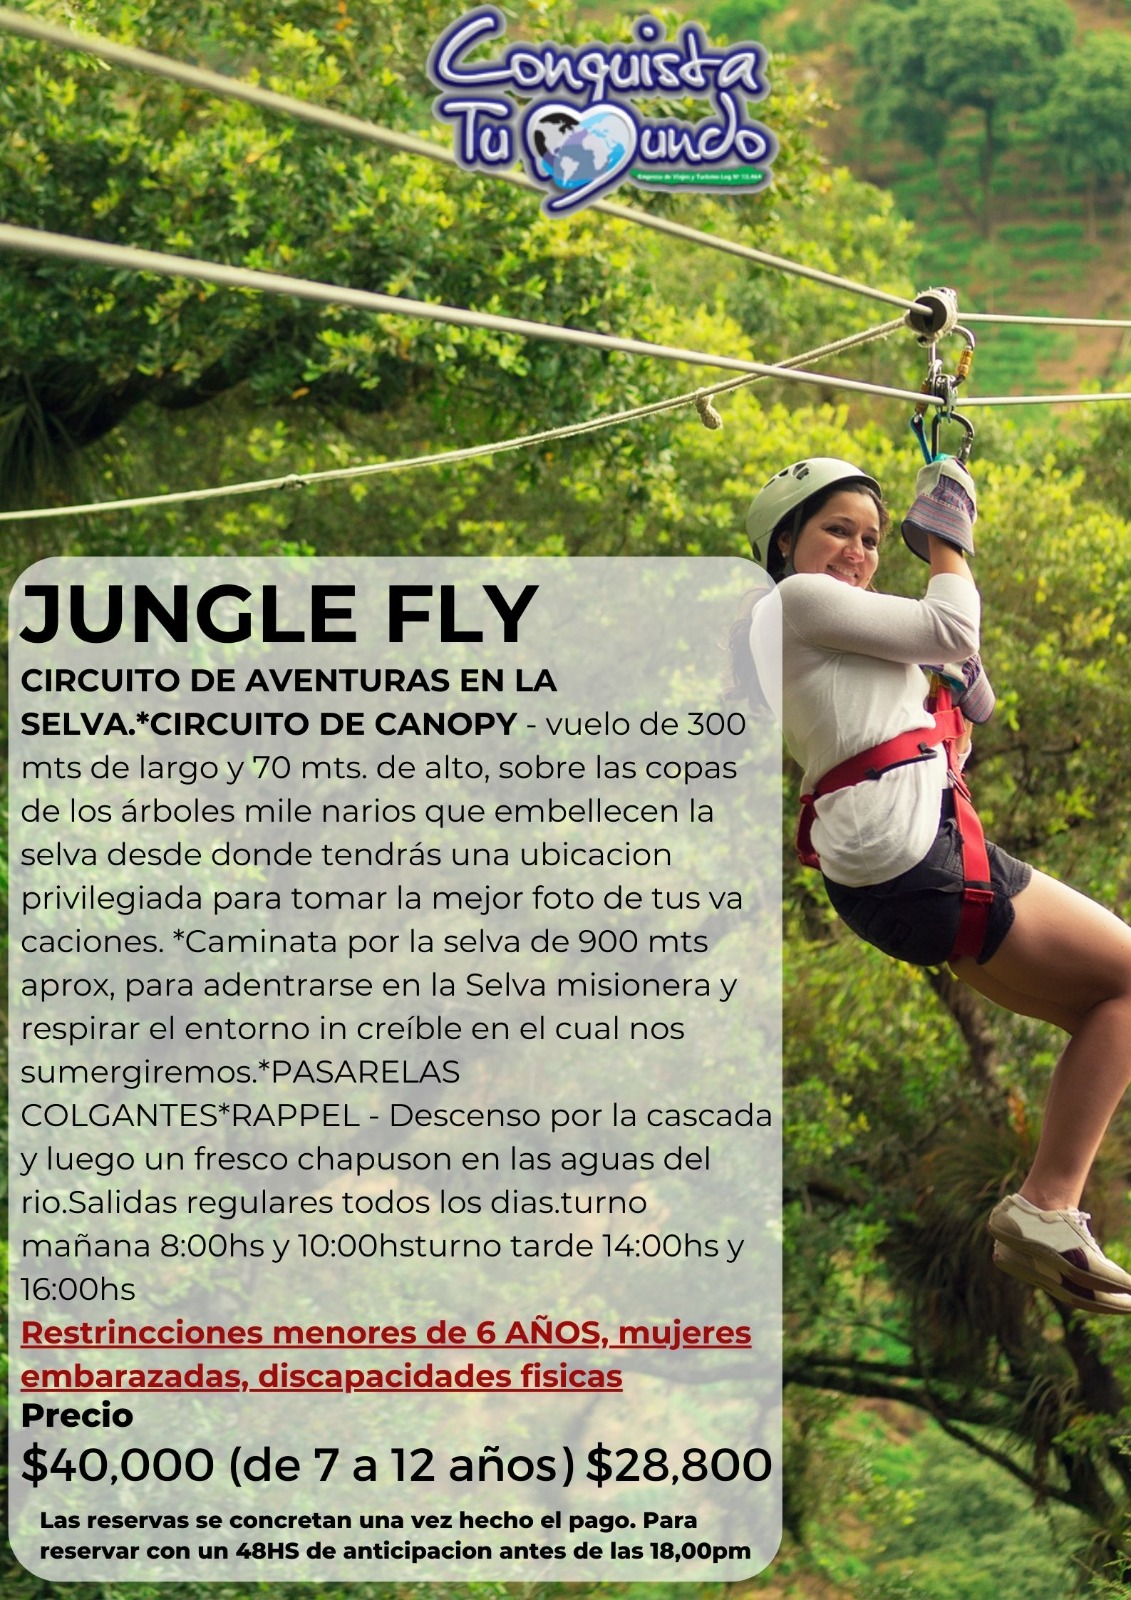 Conquista
Tu Mundo
Empresa de Viajes y Turismo Leg Nº 13.464
JUNGLE FLY
CIRCUITO DE AVENTURAS EN LA
SELVA.*CIRCUITO DE CANOPY - vuelo de 300
mts de largo y 70 mts. de alto, sobre las copas
de los árboles mile narios que embellecen la
selva desde donde tendrás una ubicacion
privilegiada para tomar la mejor foto de tus va
caciones. *Caminata por la selva de 900 mts
aprox, para adentrarse en la Selva misionera y
respirar el entorno in creíble en el cual nos
sumergiremos.*PASARELAS
COLGANTES*RAPPEL - Descenso por la cascada
y luego un fresco chapuson en las aguas del
rio.Salidas regulares todos los dias.turno
mañana 8:00hs y 10:00hsturno tarde 14:00hs y
16:00hs
Restrincciones menores de 6 AÑOS, mujeres
embarazadas, discapacidades fisicas
Precio
$40,000 (de 7 a 12 años) $28,800
Las reservas se concretan una vez hecho el pago. Para
reservar con un 48HS de anticipacion antes de las 18,00pm